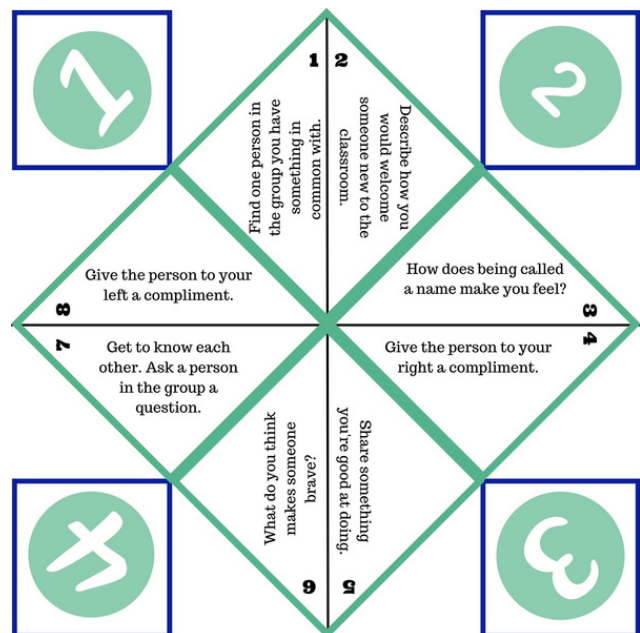 1
2
1
2
Find one person in
the group you have
something in
common with.
Describe how you
would welcome
someone new to the
classroom.
Give the person to your
left a compliment.
8
How does being called
a name make you feel?
3
7
Get to know each
other. Ask a person
in the group a
question.
4
Give the person to your
right a compliment.
What do you think
makes someone
brave?
6
Share something
you're good at doing.
5
4
3